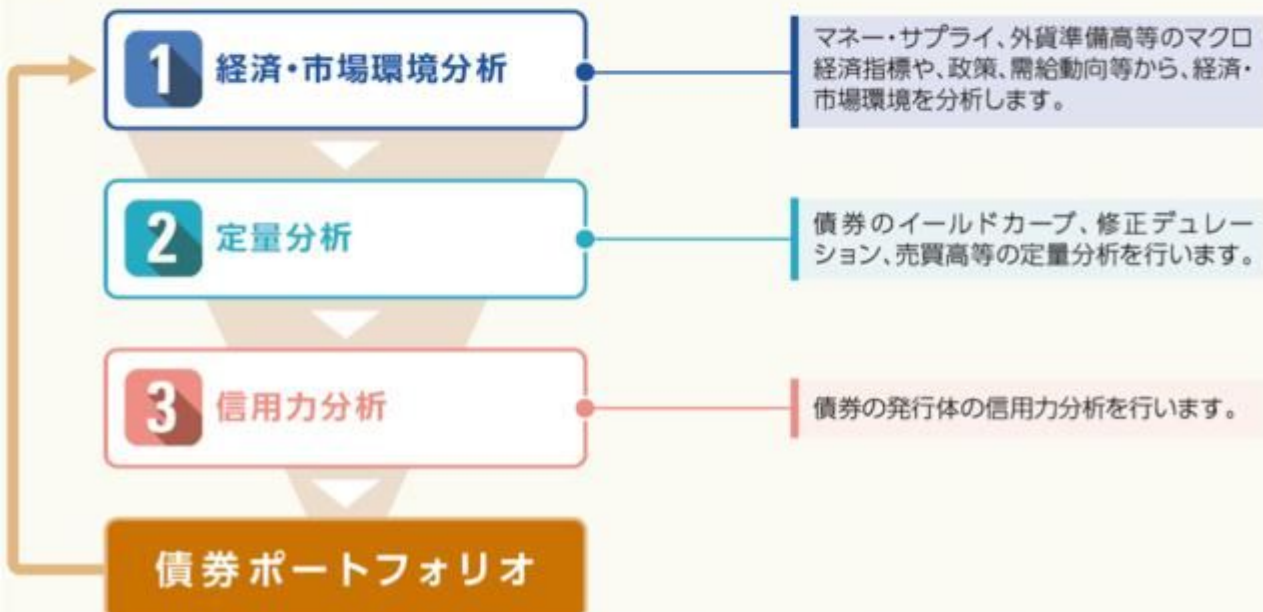 1 経済・市場環境分析
マネー・サプライ、外貨準備高等のマクロ
経済指標や、政策、需給動向等から、経済・
市場環境を分析します。
2 定量分析
債券のイールドカーブ、修正デュレー
ション、売買高等の定量分析を行います。
3 信用力分析
債券の発行体の信用力分析を行います。
債券ポートフォリオ